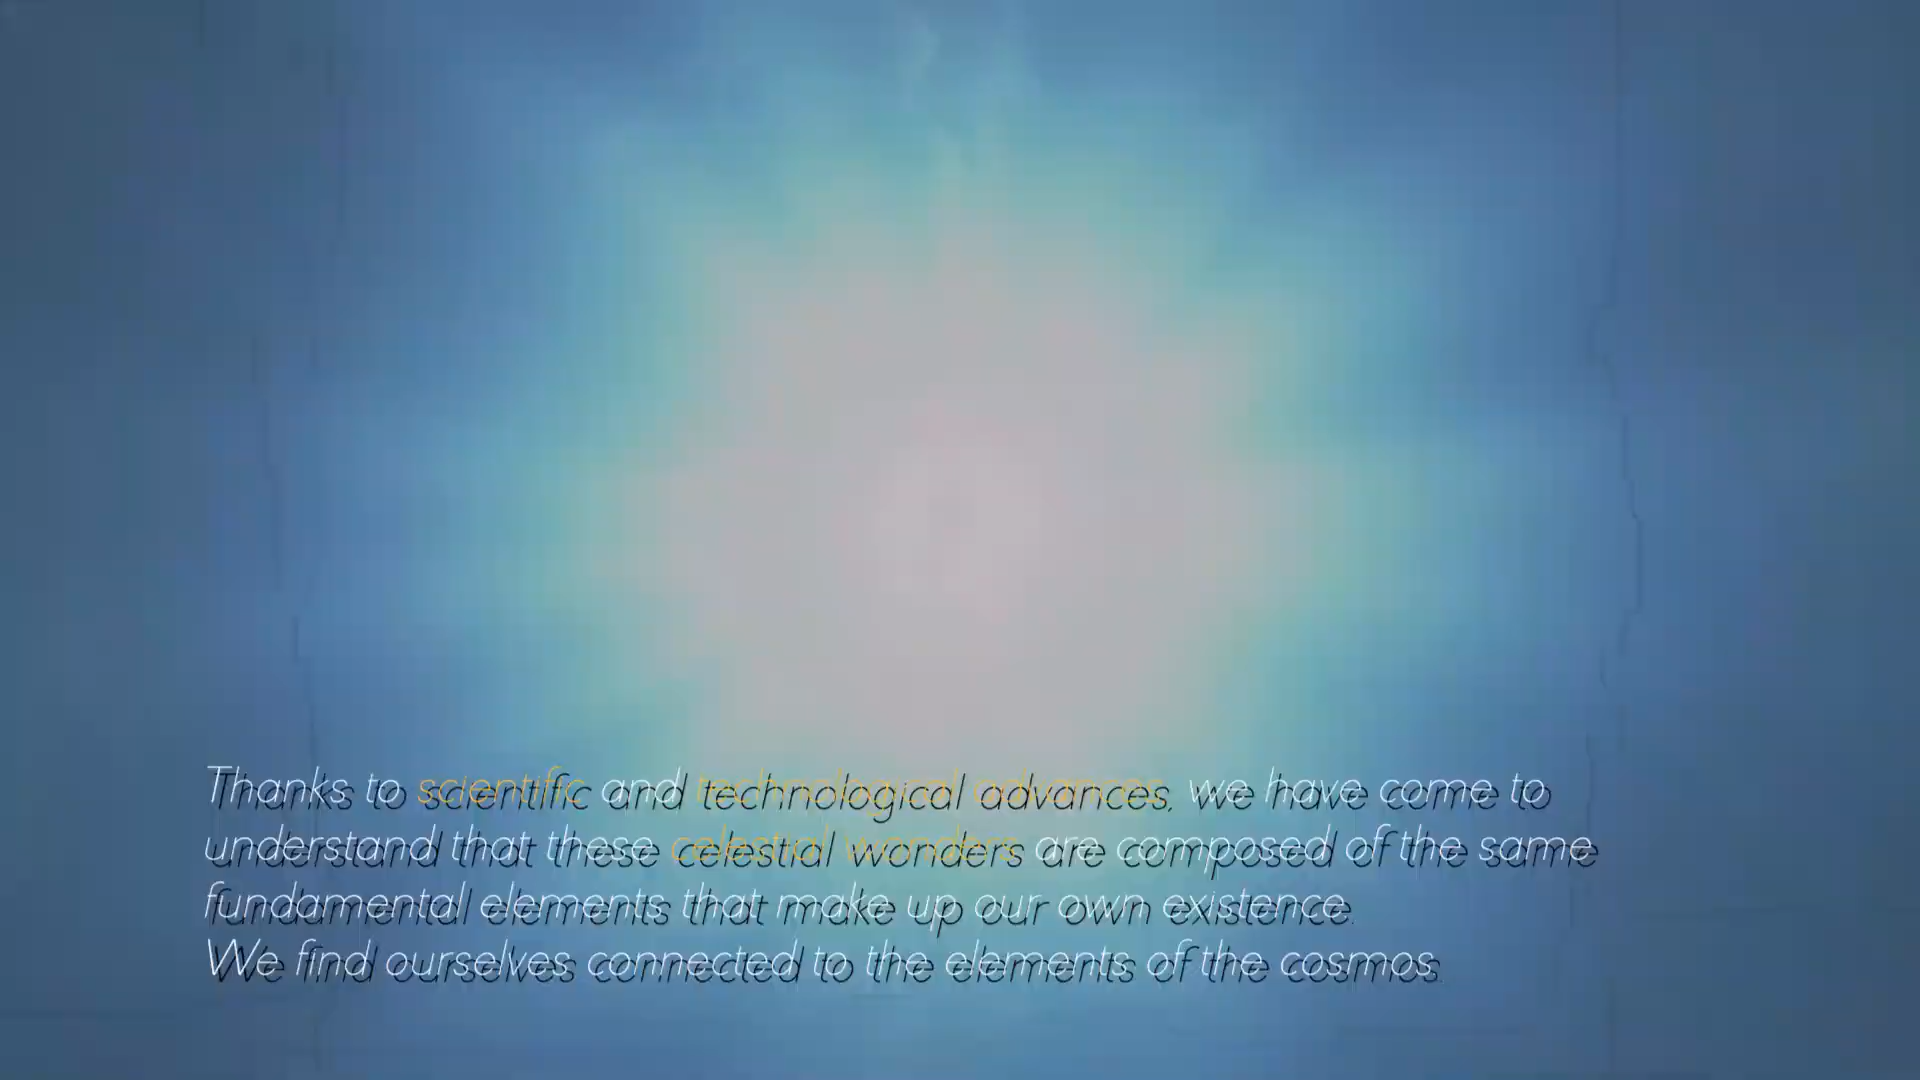 Thanks to scientific and technological advances, we have come to
understand that these celestial wonders are composed of the same
fundamental elements that make up our own existence.
We find ourselves connected to the elements of the cosmos.